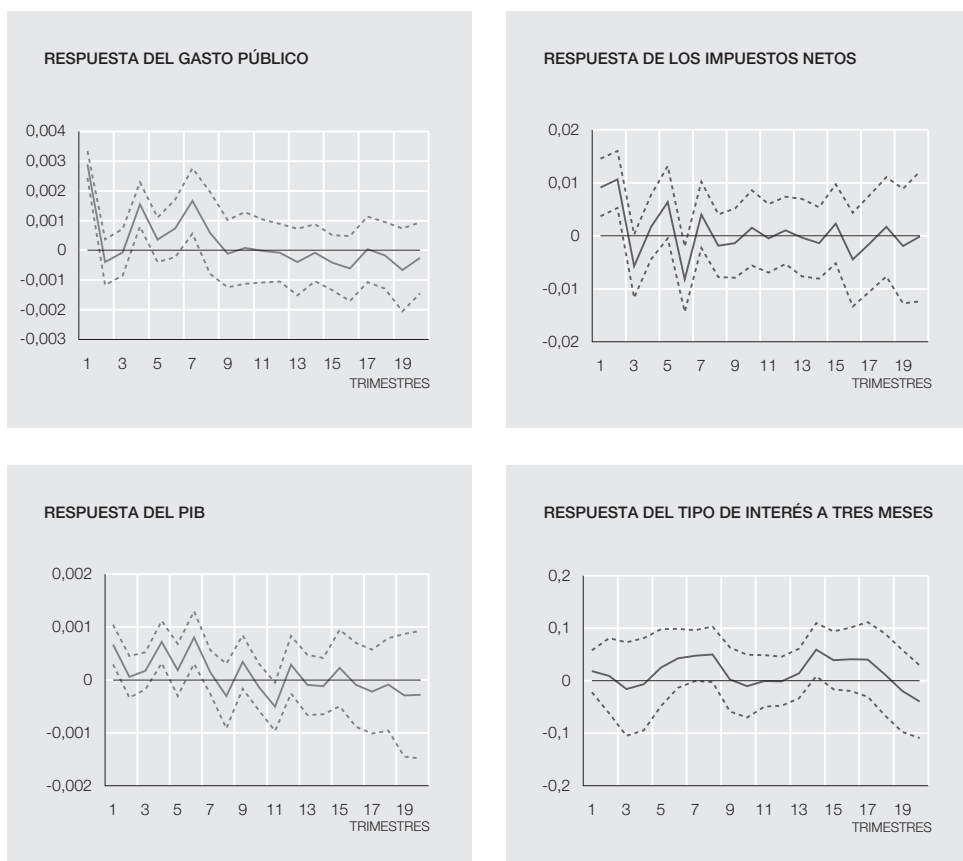 RESPUESTA DEL GASTO PÚBLICO
0,004
0,003
0,002
0,001
0
-0,001
-0,002
-0,003
1 3 5 7 9 11 13 15 17 19
TRIMESTRES
RESPUESTA DE LOS IMPUESTOS NETOS
0,02
0,01
0
-0,01
-0,02
1 3 5 7 9 11 13 15 17 19
TRIMESTRES
RESPUESTA DEL PIB
0,002
0,001
0
-0,001
-0,002
1 3 5 7 9 11 13 15 17 19
TRIMESTRES
RESPUESTA DEL TIPO DE INTERÉS A TRES MESES
0,2
0,1
0
-0,1
-0,2
1 3 5 7 9 11 13 15 17 19
TRIMESTRES